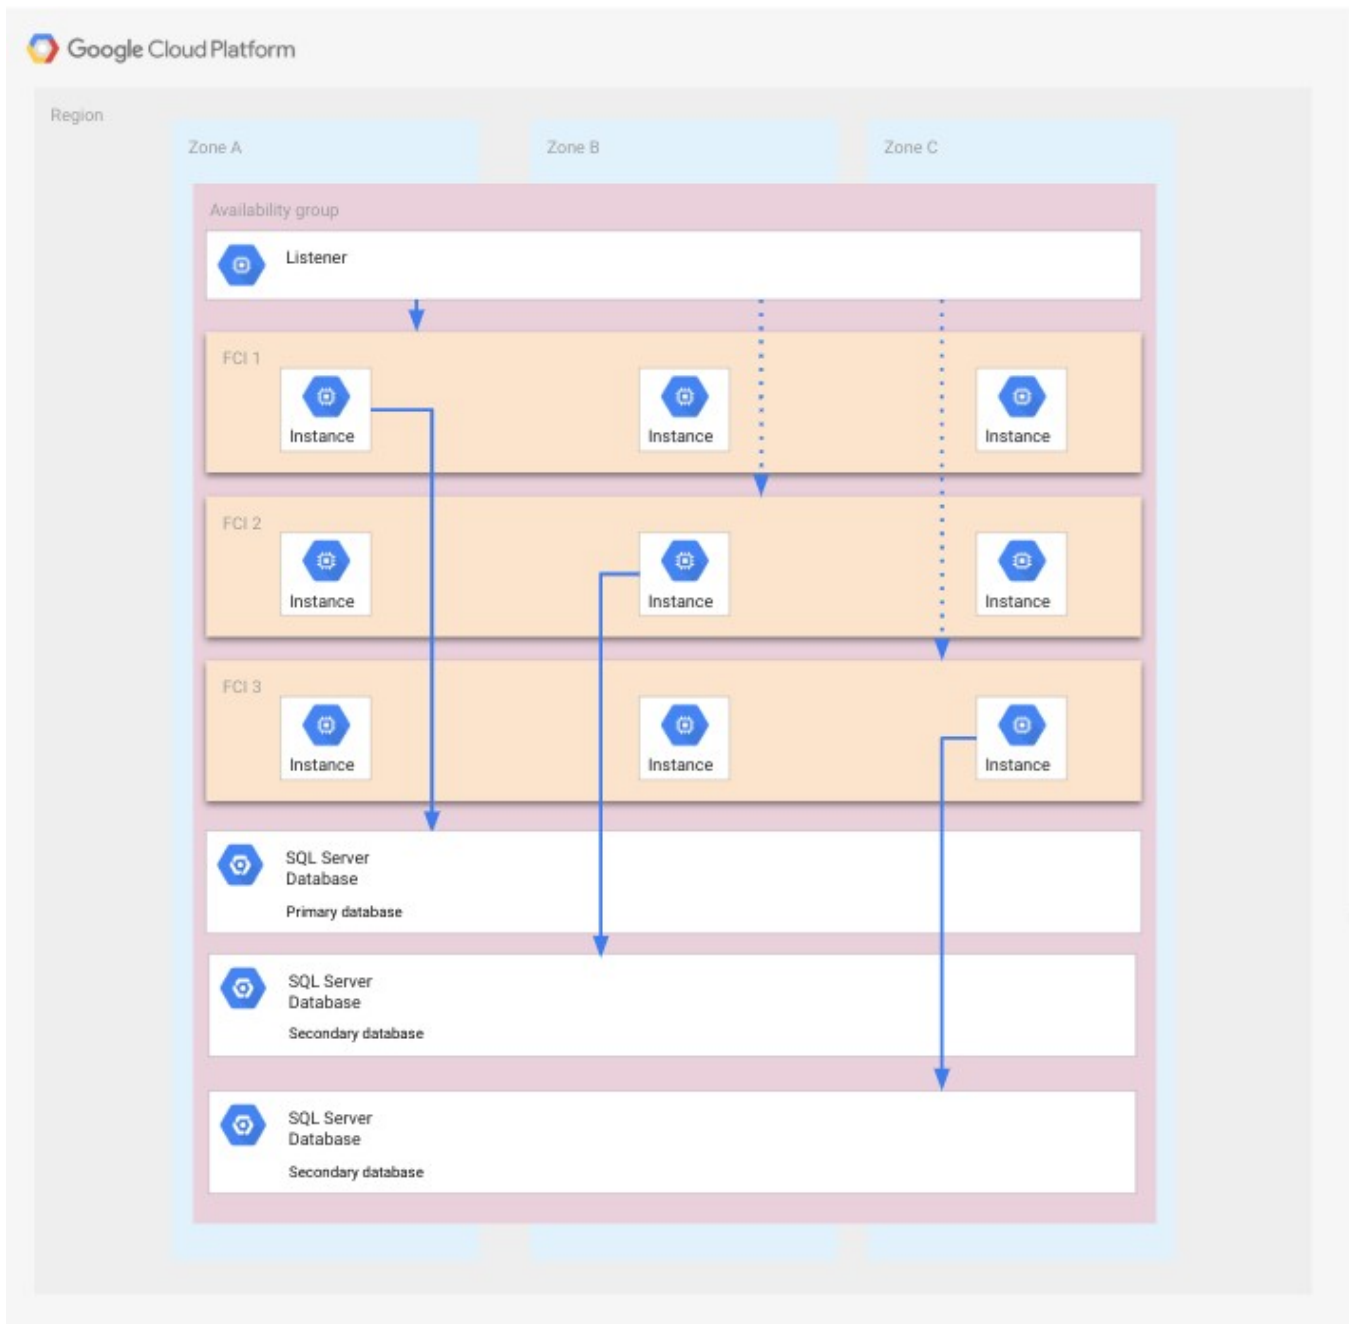 Google Cloud Platform
Region
Zone A
Zone B
Zone C
Availability group
Listener
FCI 1
Instance
Instance
Instance
FCI 2
Instance
Instance
Instance
FCI 3
Instance
Instance
Instance
SQL Server
Database
Primary database
SQL Server
Database
Secondary database
SQL Server
Database
Secondary database